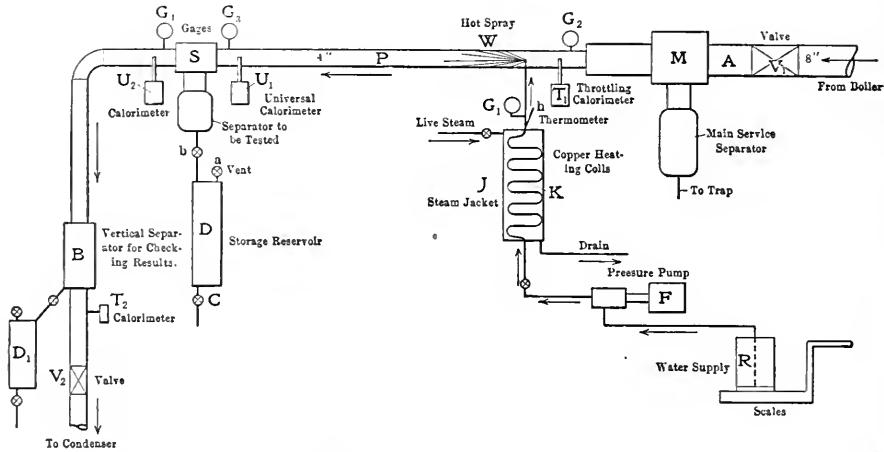 G1
Gages
G3
Hot Spray
W
G2
Valve
S
4"
P
M
A
V1
8"
From Boiler
U2
Calorimeter
U1
Universal
Calorimeter
T1
Throttling
Calorimeter
Separator to
be Tested
G1
h
Thermometer
Live Steam
b
a
Vent
Copper Heat-
ing Coils
Main Service
Separator
J
Steam Jacket
K
To Trap
D
Storage Reservoir
B
Vertical Separ-
ator for Check-
ing Results.
Drain
Pressure Pump
F
C
T2
Calorimeter
D1
V2
Valve
Water Supply
R
Scales
To Condenser